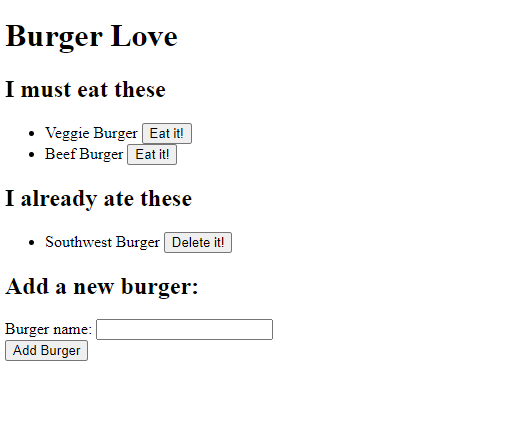 Burger Love
I must eat these
Veggie Burger Eat it!
Beef Burger Eat it!
I already ate these
Southwest Burger Delete it!
Add a new burger:
Burger name:
Add Burger